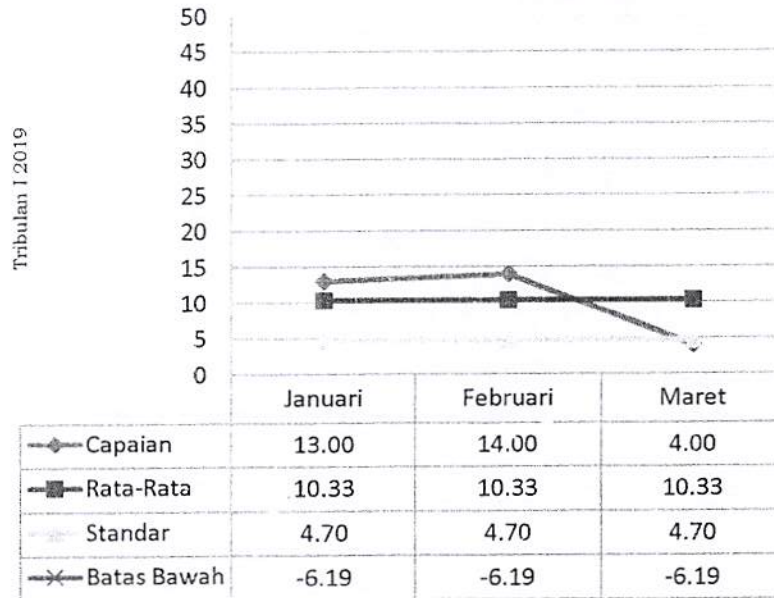 Tribulan I 2019
50
45
40
35
30
25
20
15
10
5
0
Januari Februari Maret
Capaian 13.00 14.00 4.00
Rata-Rata 10.33 10.33 10.33
Standar 4.70 4.70 4.70
Batas Bawah -6.19 -6.19 -6.19